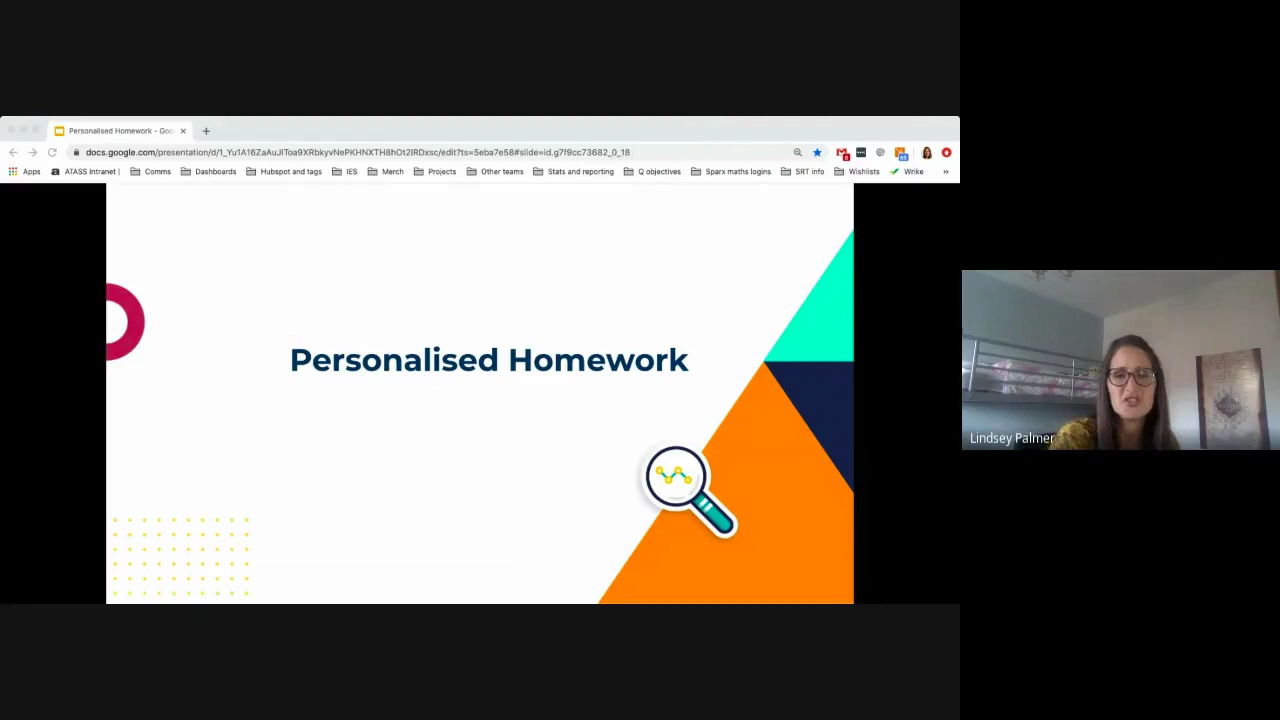 Personalised Homework - Goo
docs.google.com/presentation/d/1_Yu1A16ZaAuJIToa9XRbkyvNePKHNXTH8hOt2IRDxsc/edit?ts=5eba7e58#slide=id.g7f9cc73682_0_18
Apps ATASS Intranet | Comms Dashboards Hubspot and tags IES Merch Projects Other teams Stats and reporting Q objectives Sparx maths logins SRT info Wishlists Wrike »
Personalised Homework
Lindsey Palmer